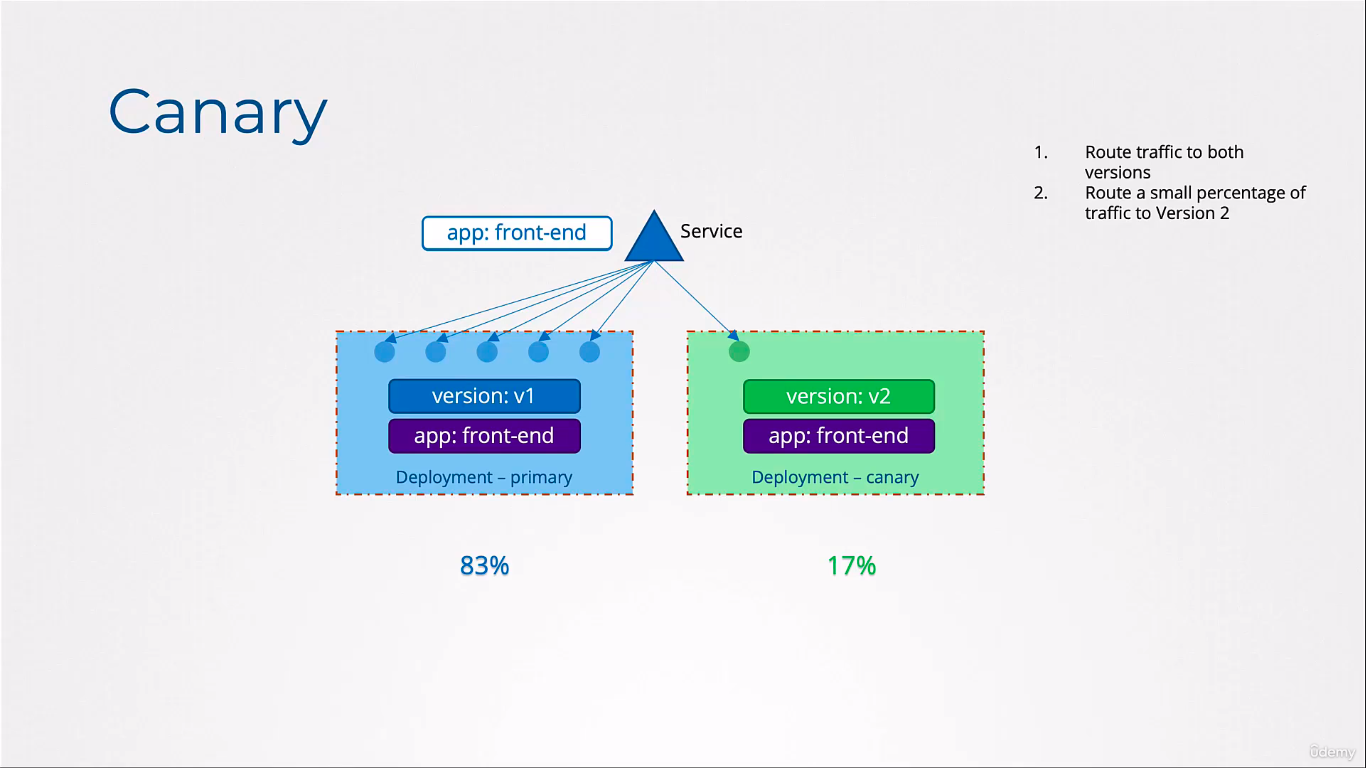 Canary
1. Route traffic to both
versions
2. Route a small percentage of
traffic to Version 2
app: front-end
Service
version: v1
app: front-end
Deployment – primary
version: v2
app: front-end
Deployment – canary
83%
17%
ûdemy